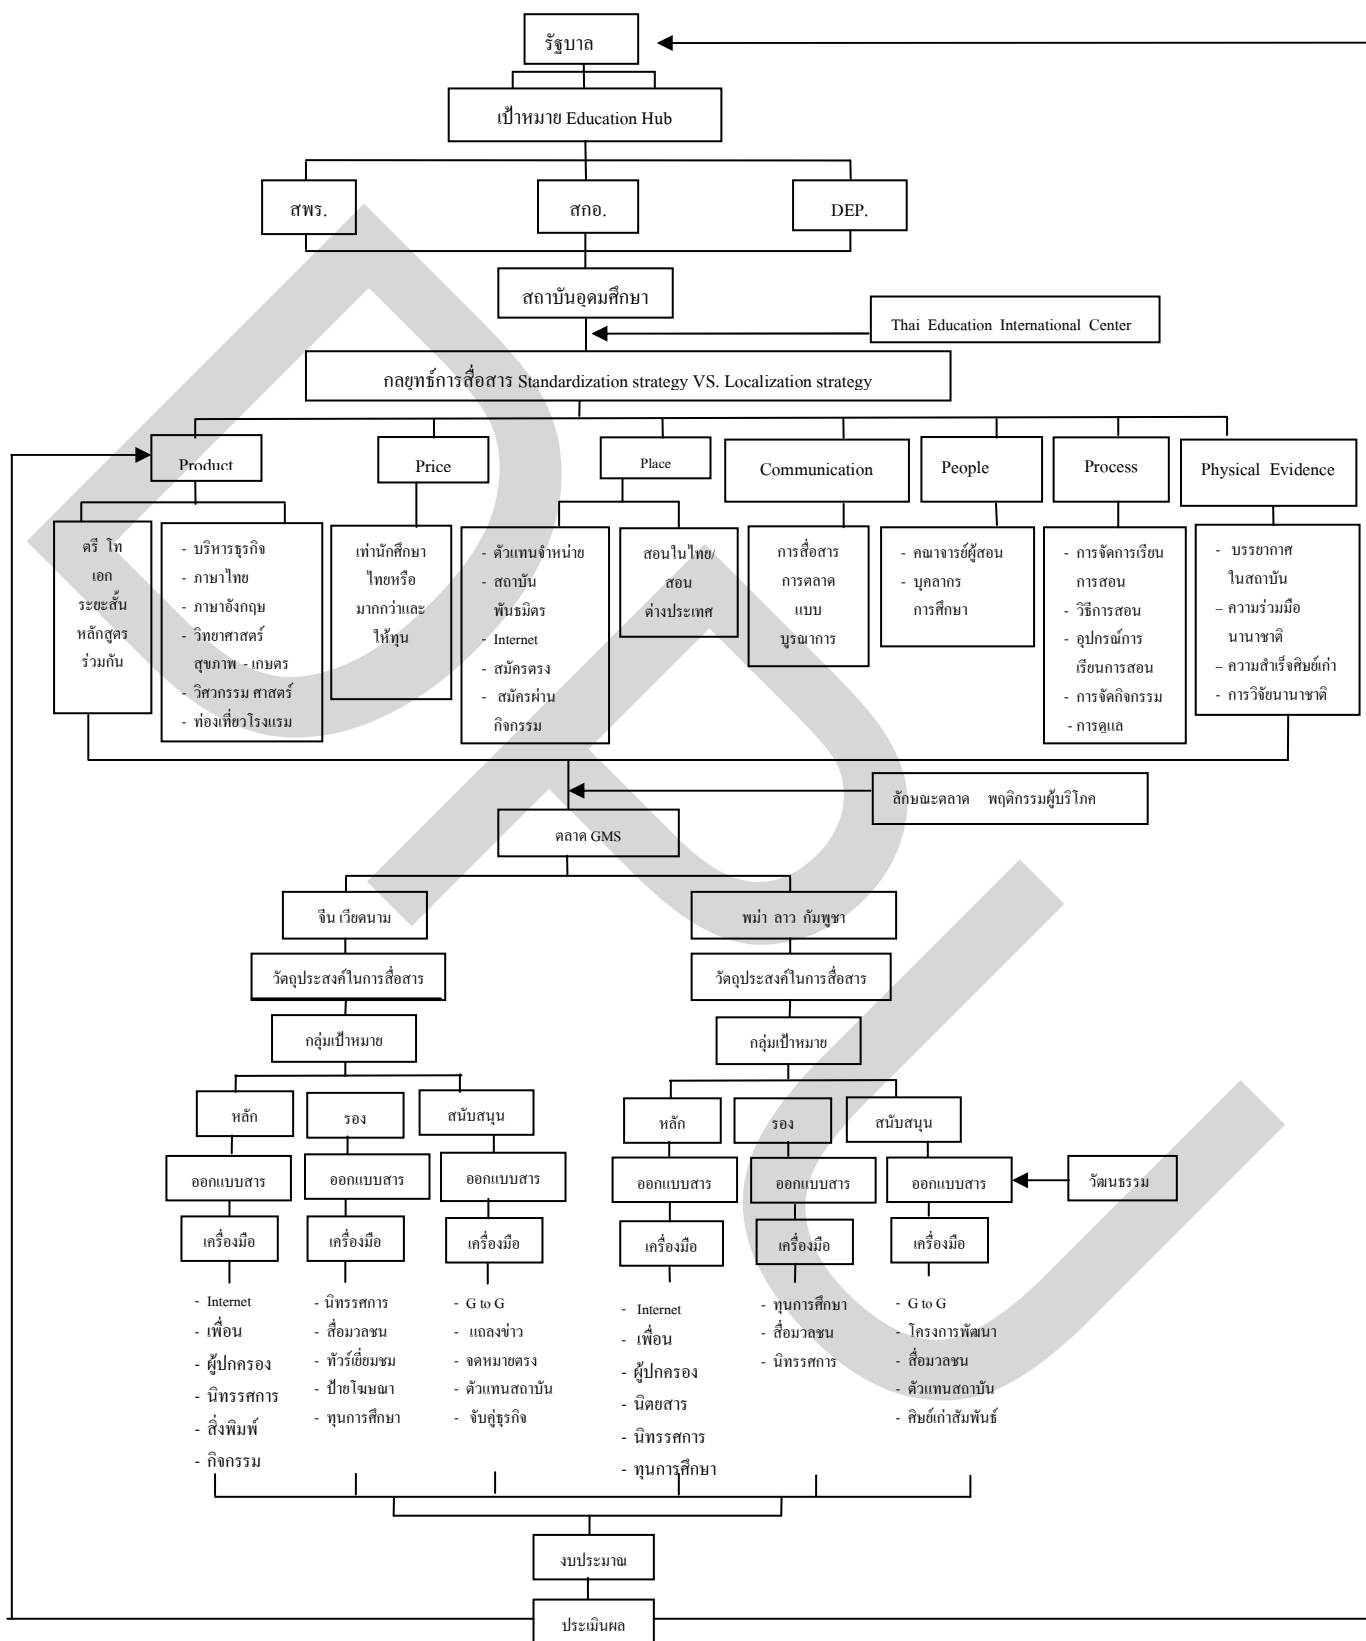 รัฐบาล
เป้าหมาย Education Hub
สพร.
สกอ.
DEP.
สถาบันอุดมศึกษา
Thai Education International Center
กลยุทธ์การสื่อสาร Standardization strategy VS. Localization strategy
Product
Price
Place
Communication
People
Process
Physical Evidence
ตรี โท
เอก
ระยะสั้น
หลักสูตร
ร่วมกัน
- บริหารธุรกิจ
- ภาษาไทย
- ภาษาอังกฤษ
- วิทยาศาสตร์
สุขภาพ - เกษตร
- วิศวกรรม ศาสตร์
- ท่องเที่ยวโรงแรม
เท่านักศึกษา
ไทยหรือ
มากกว่าและ
ให้ทุน
- ตัวแทนจำหน่าย
- สถาบัน
พันธมิตร
- Internet
- สมัครตรง
- สมัครผ่าน
กิจกรรม
สอนในไทย/
สอน
ต่างประเทศ
การสื่อสาร
การตลาด
แบบ
บูรณาการ
- คณาจารย์ผู้สอน
- บุคลากร
การศึกษา
- การจัดการเรียน
การสอน
- วิธีการสอน
- อุปกรณ์การ
เรียนการสอน
- การจัดกิจกรรม
- การดูแล
- บรรยากาศ
ในสถาบัน
– ความร่วมมือ
นานาชาติ
– ความสำเร็จศิษย์เก่า
- การวิจัยนานาชาติ
ลักษณะตลาด พฤติกรรมผู้บริโภค
ตลาด GMS
จีน เวียดนาม
พม่า ลาว กัมพูชา
วัตถุประสงค์ในการสื่อสาร
วัตถุประสงค์ในการสื่อสาร
กลุ่มเป้าหมาย
กลุ่มเป้าหมาย
หลัก
รอง
สนับสนุน
หลัก
รอง
สนับสนุน
ออกแบบสาร
ออกแบบสาร
ออกแบบสาร
ออกแบบสาร
ออกแบบสาร
ออกแบบสาร
วัฒนธรรม
เครื่องมือ
เครื่องมือ
เครื่องมือ
เครื่องมือ
เครื่องมือ
เครื่องมือ
- Internet
- เพื่อน
- ผู้ปกครอง
- นิทรรศการ
- สิ่งพิมพ์
- กิจกรรม
- นิทรรศการ
- สื่อมวลชน
- ทัวร์เยี่ยมชม
- ป้ายโฆษณา
- ทุนการศึกษา
- G to G
- แถลงข่าว
- จดหมายตรง
- ตัวแทนสถาบัน
- จับคู่ธุรกิจ
- Internet
- เพื่อน
- ผู้ปกครอง
- นิตยสาร
- นิทรรศการ
- ทุนการศึกษา
- ทุนการศึกษา
- สื่อมวลชน
- นิทรรศการ
- G to G
- โครงการพัฒนา
- สื่อมวลชน
- ตัวแทนสถาบัน
- ศิษย์เก่าสัมพันธ์
งบประมาณ
ประเมินผล
DPU